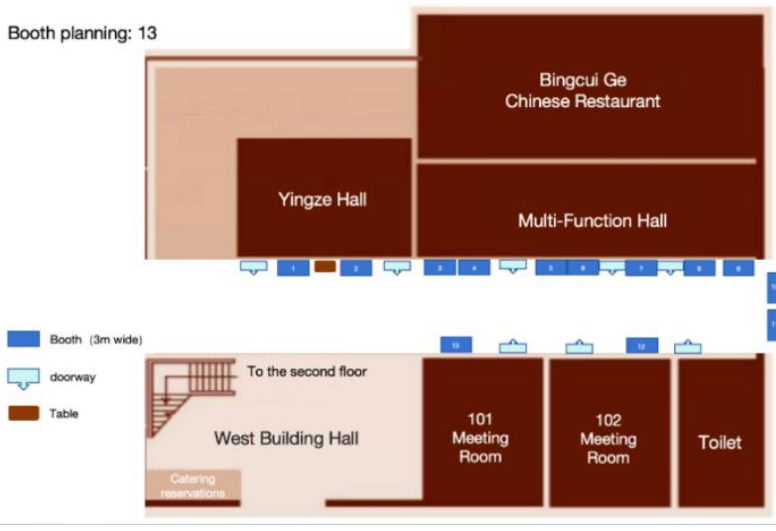 Booth planning: 13
Bingcui Ge
Chinese Restaurant
Yingze Hall
Multi-Function Hall
1
2
3
4
5
6
7
8
9
Booth (3m wide)
13
12
doorway
To the second floor
Table
West Building Hall
101
Meeting
Room
102
Meeting
Room
Toilet
Catering
reservations